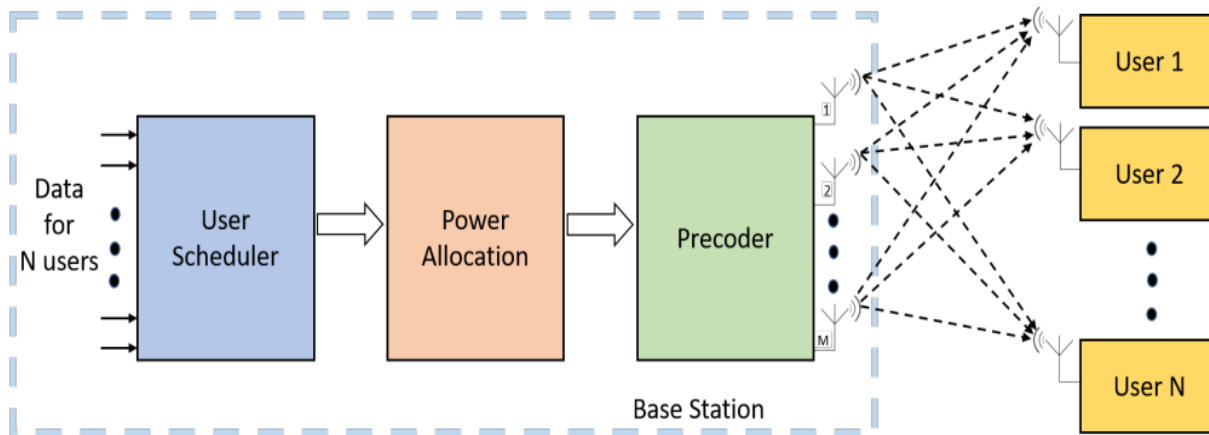 Data
for
N users
User
Scheduler
Power
Allocation
Precoder
1
2
M
Base Station
User 1
User 2
User N